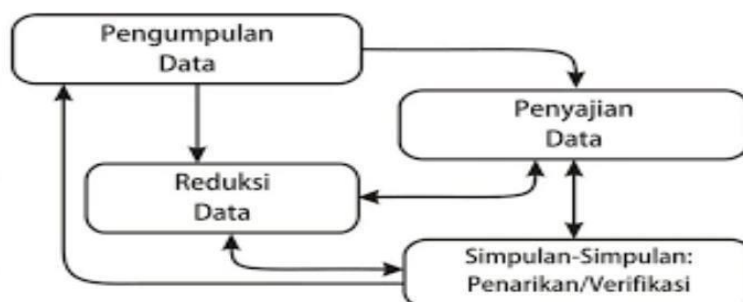 Pengumpulan
Data
Penyajian
Data
Reduksi
Data
Simpulan-Simpulan:
Penarikan/Verifikasi